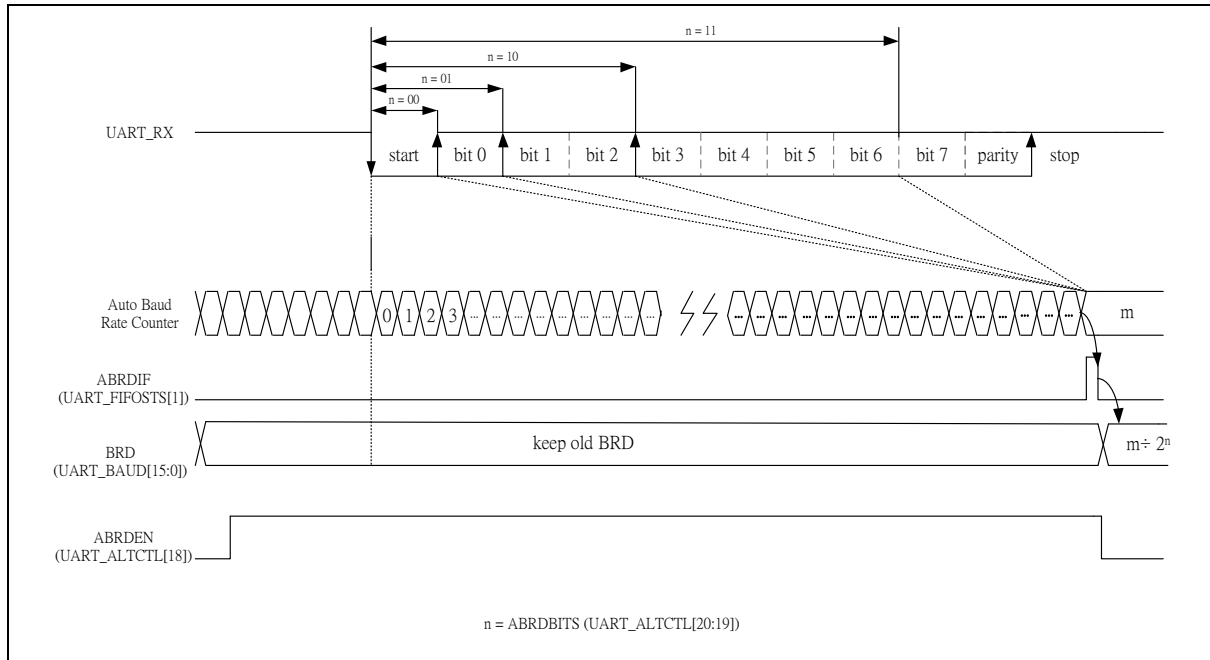 n = 11
n = 10
n = 01
n = 00
UART_RX
start bit 0 bit 1 bit 2 bit 3 bit 4 bit 5 bit 6 bit 7 parity stop
Auto Baud
Rate Counter
0 1 2 3 ... ... ... ... ... ... ... ... ... ... ... ... ... ... ... ... ... ... ... ... ... ... ... m
ABRDIF
(UART_FIFOSTS[1])
BRD
(UART_BAUD[15:0])
keep old BRD
m÷ 2ⁿ
ABRDEN
(UART_ALTCTL[18])
n = ABRDBITS (UART_ALTCTL[20:19])